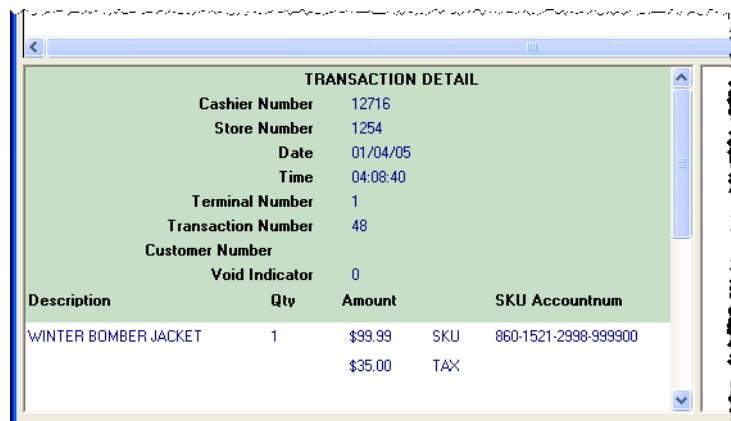 TRANSACTION DETAIL
Cashier Number 12716
Store Number 1254
Date 01/04/05
Time 04:08:40
Terminal Number 1
Transaction Number 48
Customer Number
Void Indicator 0
Description Qty Amount SKU Accountnum
WINTER BOMBER JACKET 1 $99.99 SKU 860-1521-2998-999900
$35.00 TAX